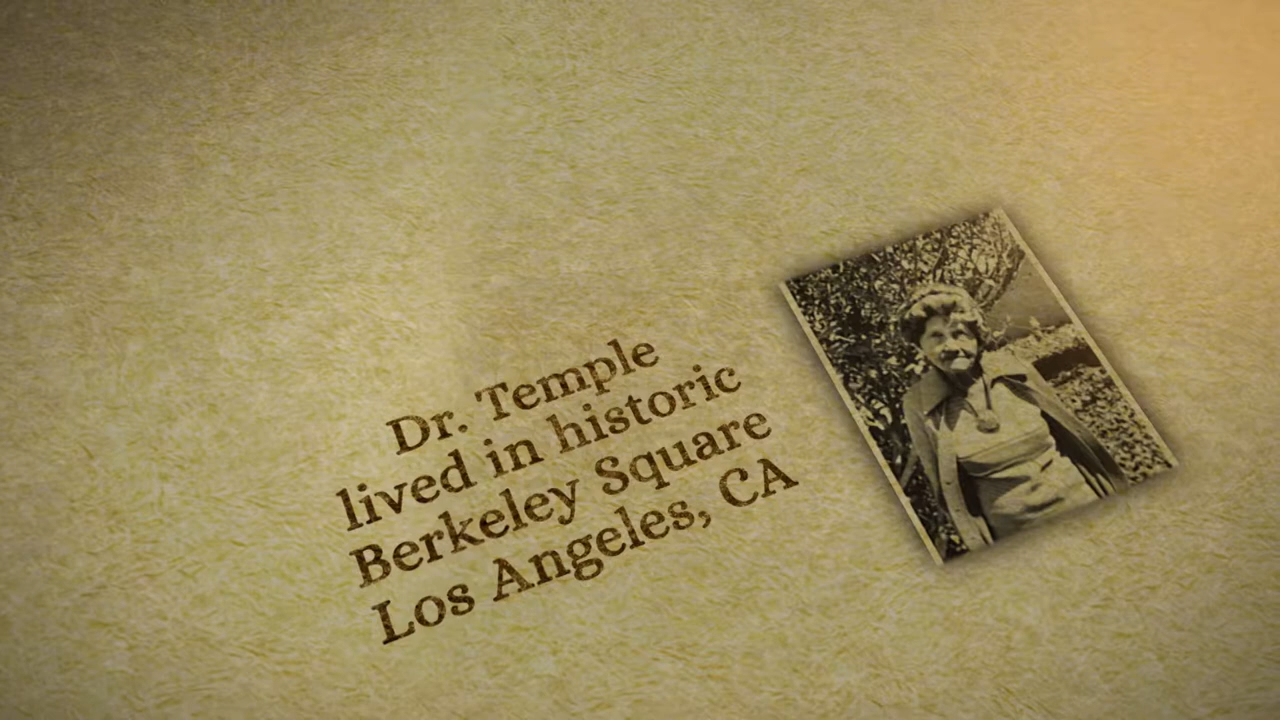 Dr. Temple
lived in historic
Berkeley Square
Los Angeles, CA